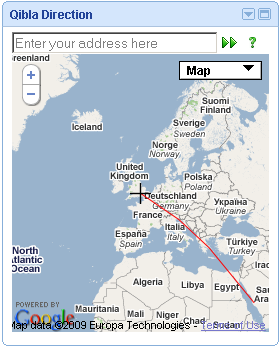 Qibla Direction
Enter your address here
?
Map
Greenland
Iceland
Suomi
Finland
Sverige
Sweden
Norge
Norway
United
Kingdom
Polska
Poland
Deutschland
Germany
Україна
Ukraine
France
Italia
Italy
España
Spain
Türkiye
Turkey
North
Atlantic
Ocean
Algeria
Libya
Egypt
Mauritania
Mali
Niger
Chad
Sudan
POWERED BY
Google
Map data ©2009 Europa Technologies - Terms of Use